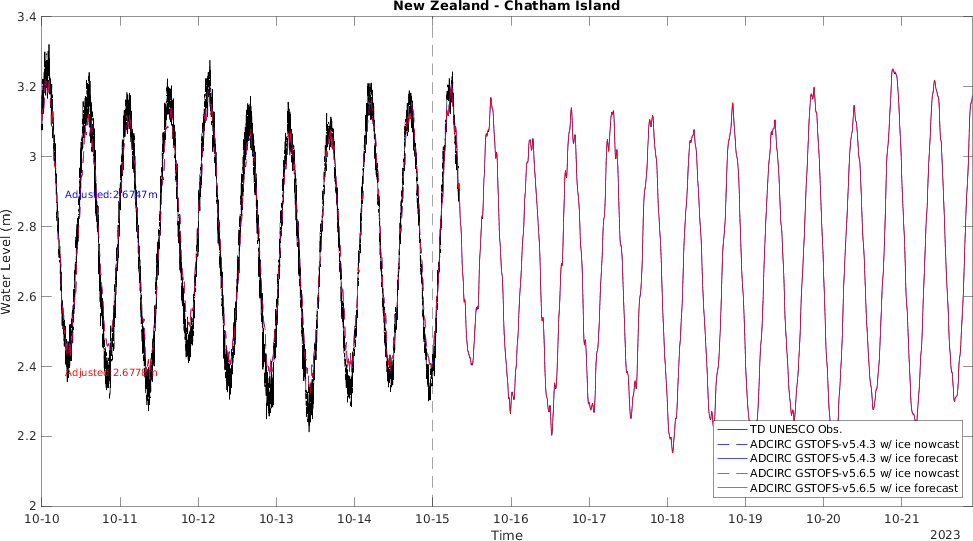 New Zealand - Chatham Island
3.4
3.2
3
2.8
2.6
2.4
2.2
2
Water Level (m)
Adjusted:2.6747m
Adjusted:2.6778m
TD UNESCO Obs.
ADCIRC GSTOFS-v5.4.3 w/ ice nowcast
ADCIRC GSTOFS-v5.4.3 w/ ice forecast
ADCIRC GSTOFS-v5.6.5 w/ ice nowcast
ADCIRC GSTOFS-v5.6.5 w/ ice forecast
10-10 10-11 10-12 10-13 10-14 10-15 10-16 10-17 10-18 10-19 10-20 10-21
Time
2023